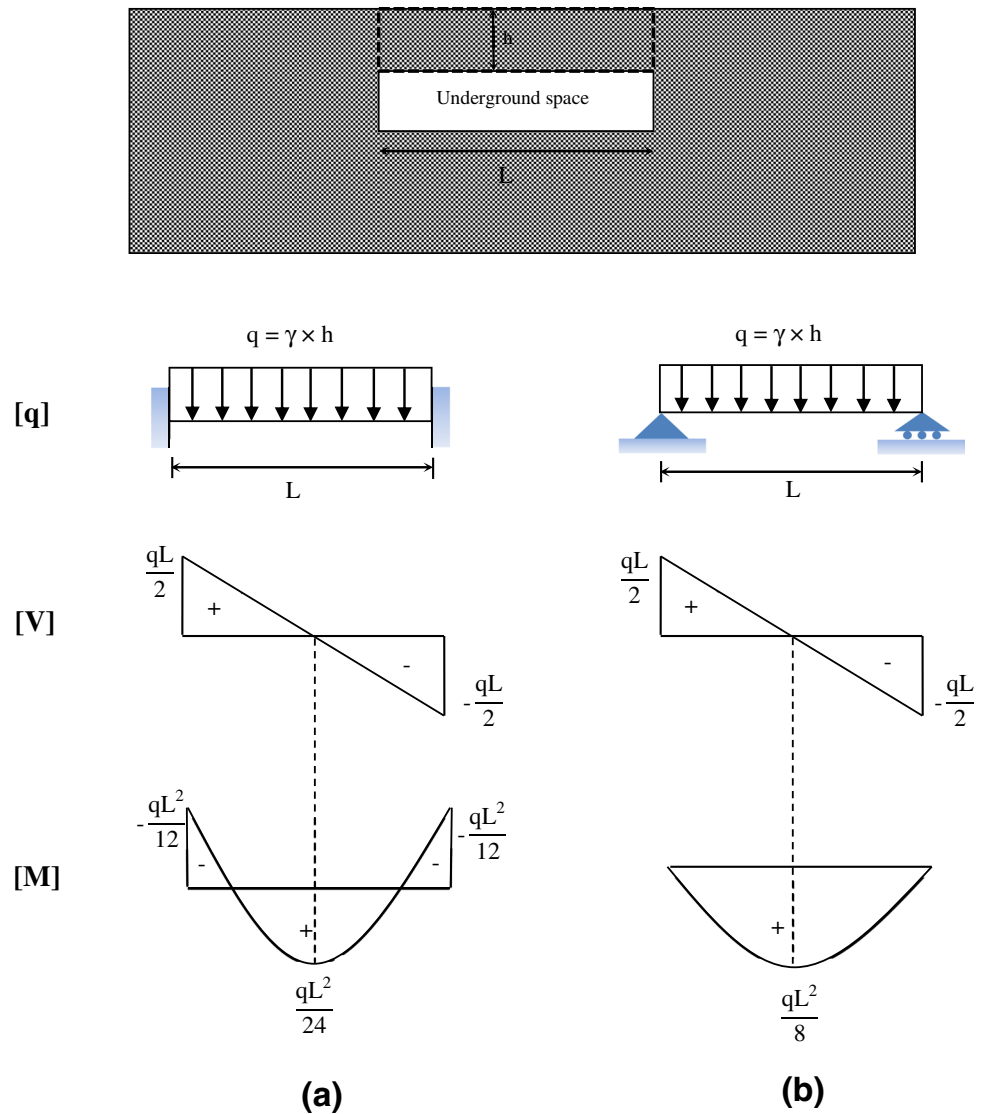 h
Underground space
L
q = γ × h
q = γ × h
[q]
L
L
qL/2
+
-
- qL/2
[V]
qL/2
+
-
- qL/2
- qL²/12
-
+
-
- qL²/12
qL²/24
[M]
+
qL²/8
(a)
(b)